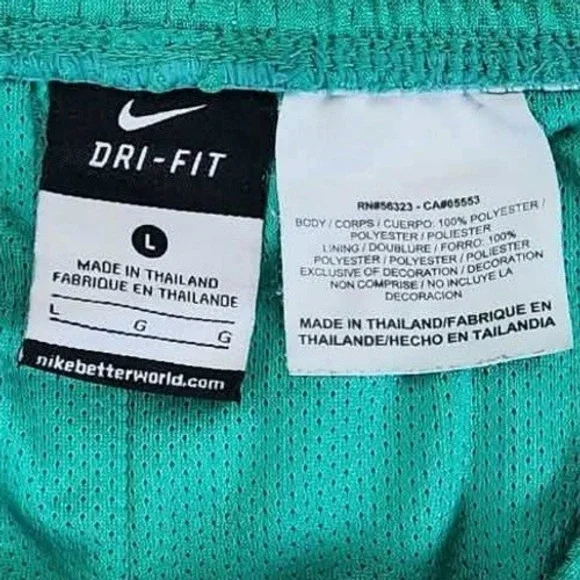 DRI-FIT
L
MADE IN THAILAND
FABRIQUE EN THAILANDE
L G G
nikebetterworld.com
RN#56323 - CA#05553
BODY / CORPS / CUERPO: 100% POLYESTER /
POLYESTER / POLIESTER
LINING / DOUBLURE / FORRO: 100%
POLYESTER / POLYESTER / POLIESTER
EXCLUSIVE OF DECORATION / DECORATION
NON COMPRISE / NO INCLUYE LA
DECORACION
MADE IN THAILAND/FABRIQUE EN
THAILANDE/HECHO EN TAILANDIA